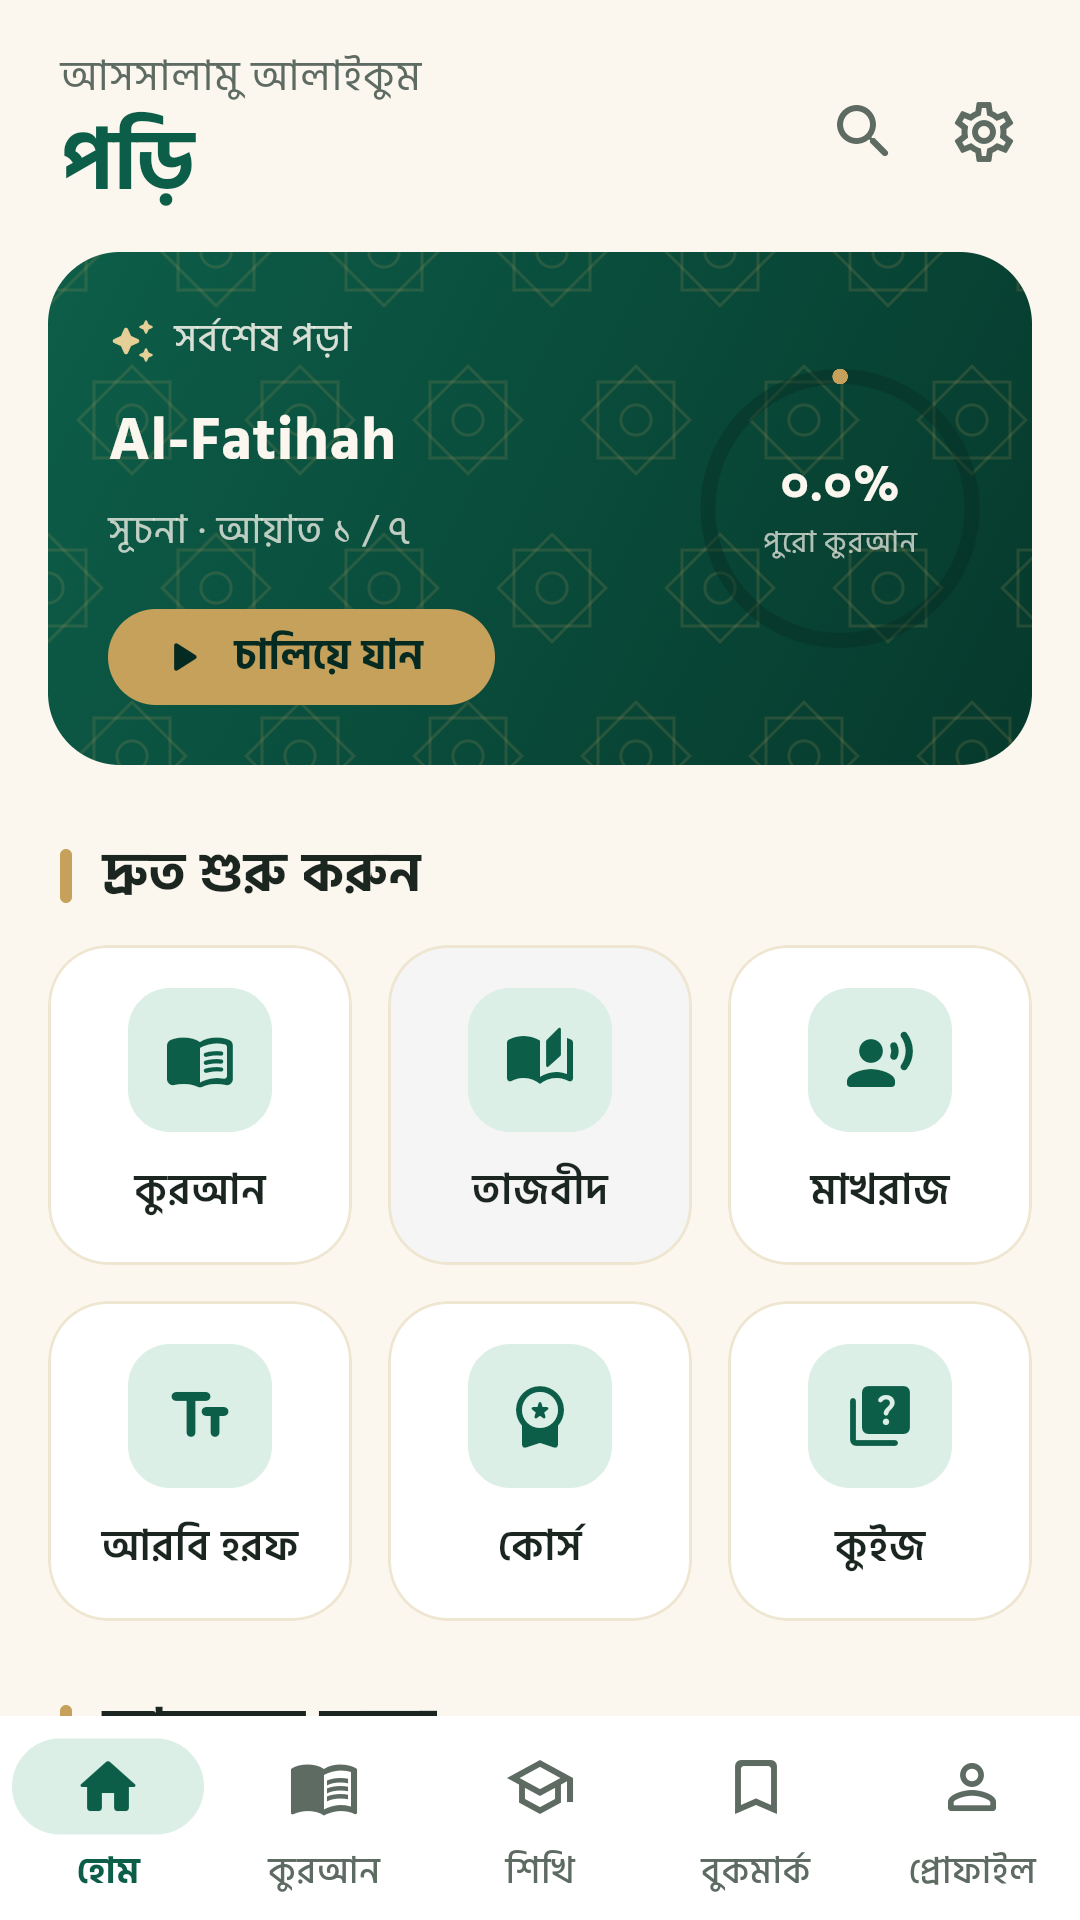 আসসালামু আলাইকুম
পড়ি
সর্বশেষ পড়া
Al-Fatihah
সূচনা · আয়াত ১ / ৭
০.০%
পুরো কুরআন
চালিয়ে যান
দ্রুত শুরু করুন
কুরআন
তাজবীদ
মাখরাজ
আরবি হরফ
কোর্স
কুইজ
হোম
কুরআন
শিখি
বুকমার্ক
প্রোফাইল